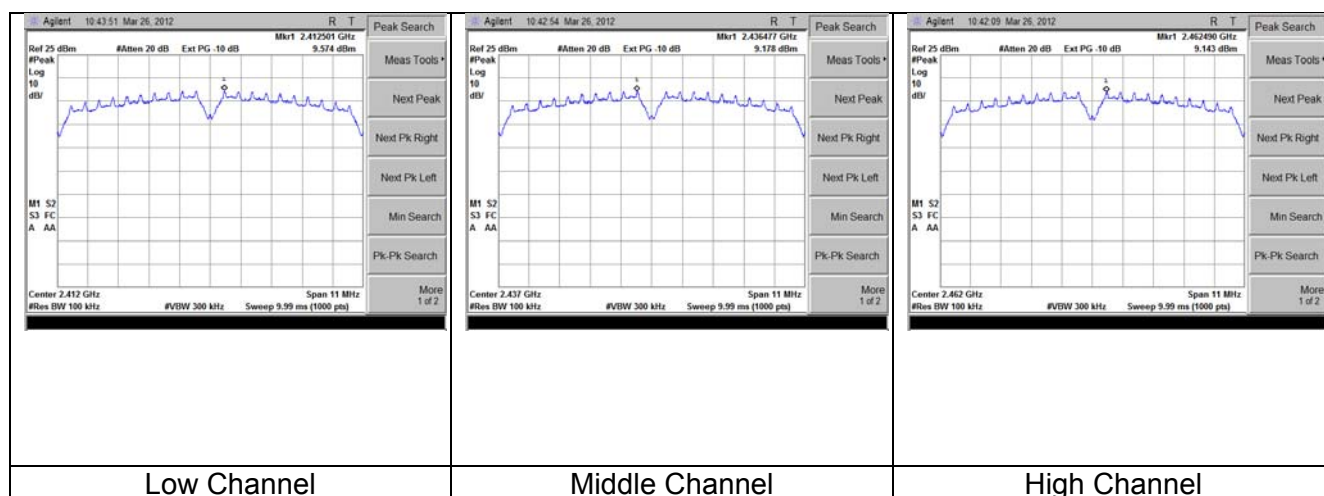 Agilent 10:43:51 Mar 26, 2012 R T
Mkr1 2.412501 GHz
Ref 25 dBm #Atten 20 dB Ext PG -10 dB 9.574 dBm
#Peak
Log
10
dB/
1
M1 S2
S3 FC
A AA
Center 2.412 GHz Span 11 MHz
#Res BW 100 kHz #VBW 300 kHz Sweep 9.99 ms (1000 pts)
Peak Search
Meas Tools
Next Peak
Next Pk Right
Next Pk Left
Min Search
Pk-Pk Search
More
1 of 2
Low Channel
Agilent 10:42:54 Mar 26, 2012 R T
Mkr1 2.436477 GHz
Ref 25 dBm #Atten 20 dB Ext PG -10 dB 9.178 dBm
#Peak
Log
10
dB/
1
M1 S2
S3 FC
A AA
Center 2.437 GHz Span 11 MHz
#Res BW 100 kHz #VBW 300 kHz Sweep 9.99 ms (1000 pts)
Peak Search
Meas Tools
Next Peak
Next Pk Right
Next Pk Left
Min Search
Pk-Pk Search
More
1 of 2
Middle Channel
Agilent 10:42:09 Mar 26, 2012 R T
Mkr1 2.462490 GHz
Ref 25 dBm #Atten 20 dB Ext PG -10 dB 9.143 dBm
#Peak
Log
10
dB/
1
M1 S2
S3 FC
A AA
Center 2.462 GHz Span 11 MHz
#Res BW 100 kHz #VBW 300 kHz Sweep 9.99 ms (1000 pts)
Peak Search
Meas Tools
Next Peak
Next Pk Right
Next Pk Left
Min Search
Pk-Pk Search
More
1 of 2
High Channel